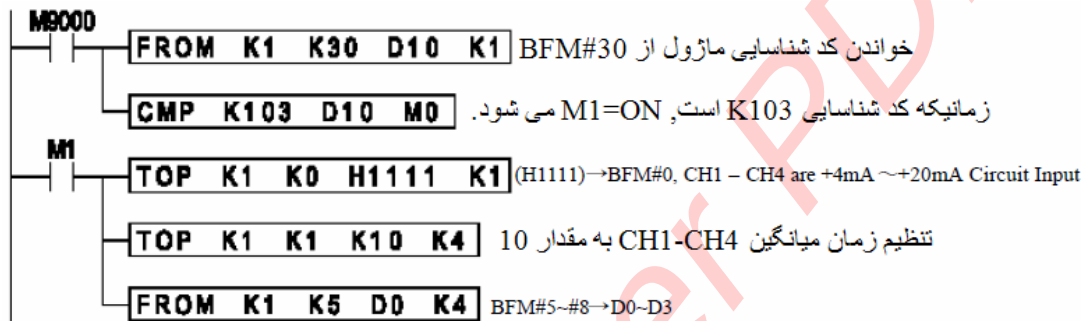 M9000
FROM K1 K30 D10 K1 خواندن کد شناسایی ماژول از BFM#30
CMP K103 D10 M0 زمانیکه کد شناسایی K103 است, M1=ON می شود.
M1
TOP K1 K0 H1111 K1 (H1111)→BFM#0, CH1 – CH4 are +4mA～+20mA Circuit Input
TOP K1 K1 K10 K4 تنظیم زمان میانگین CH1-CH4 به مقدار 10
FROM K1 K5 D0 K4 BFM#5~#8→D0~D3